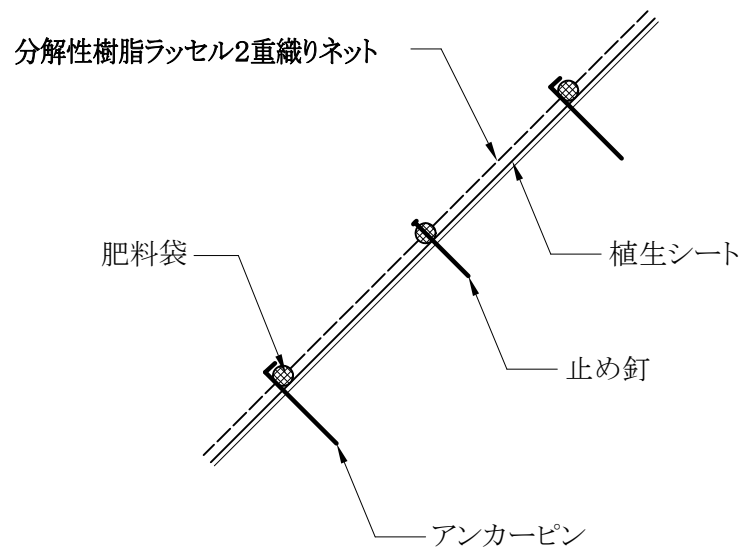 分解性樹脂ラッセル2重織りネット
肥料袋
植生シート
止め釘
アンカーピン